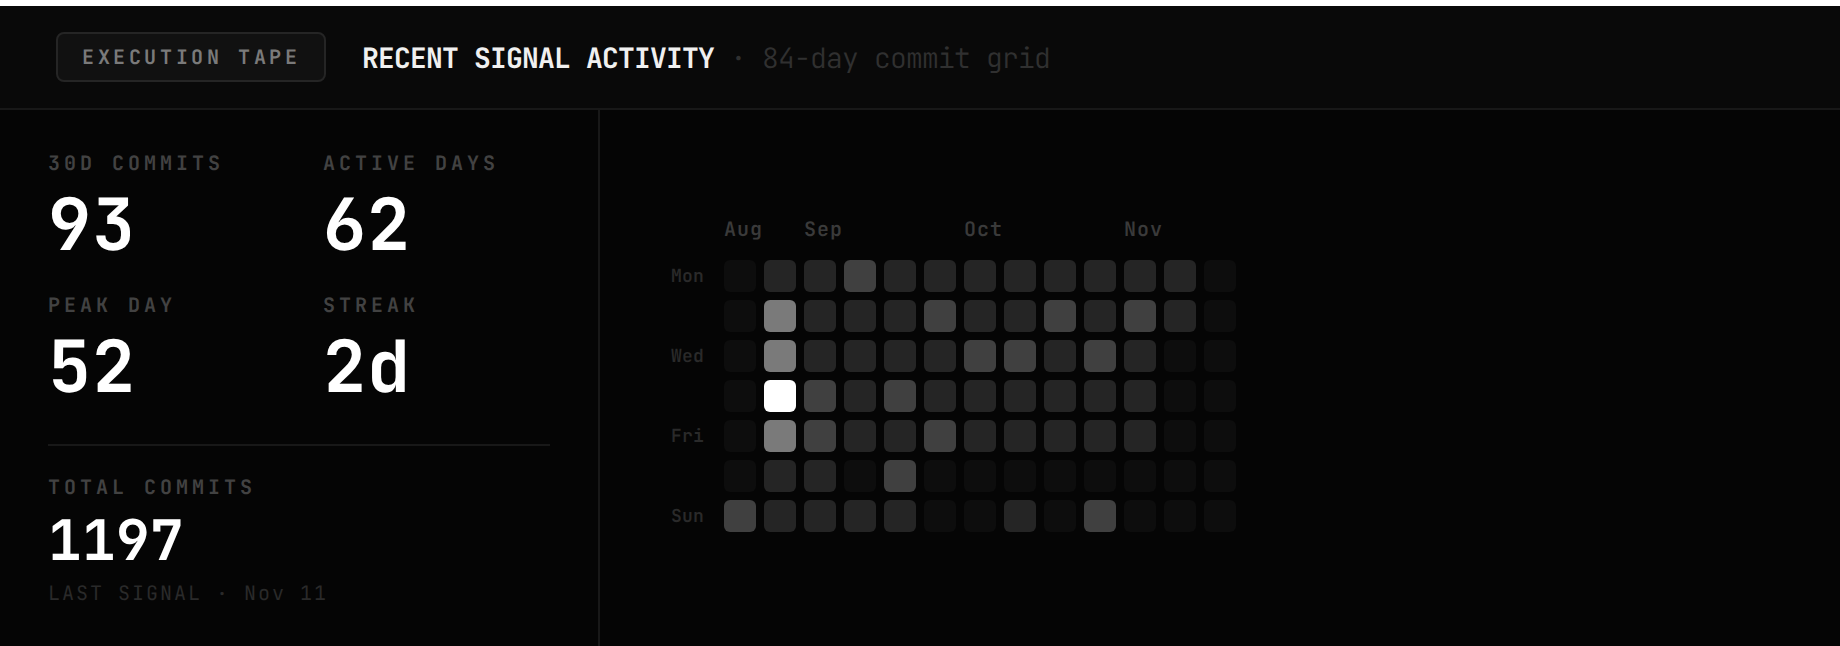 EXECUTION TAPE
RECENT SIGNAL ACTIVITY · 84-day commit grid
30D COMMITS
93
ACTIVE DAYS
62
PEAK DAY
52
STREAK
2d
TOTAL COMMITS
1197
LAST SIGNAL · Nov 11
Aug Sep Oct Nov
Mon
Wed
Fri
Sun